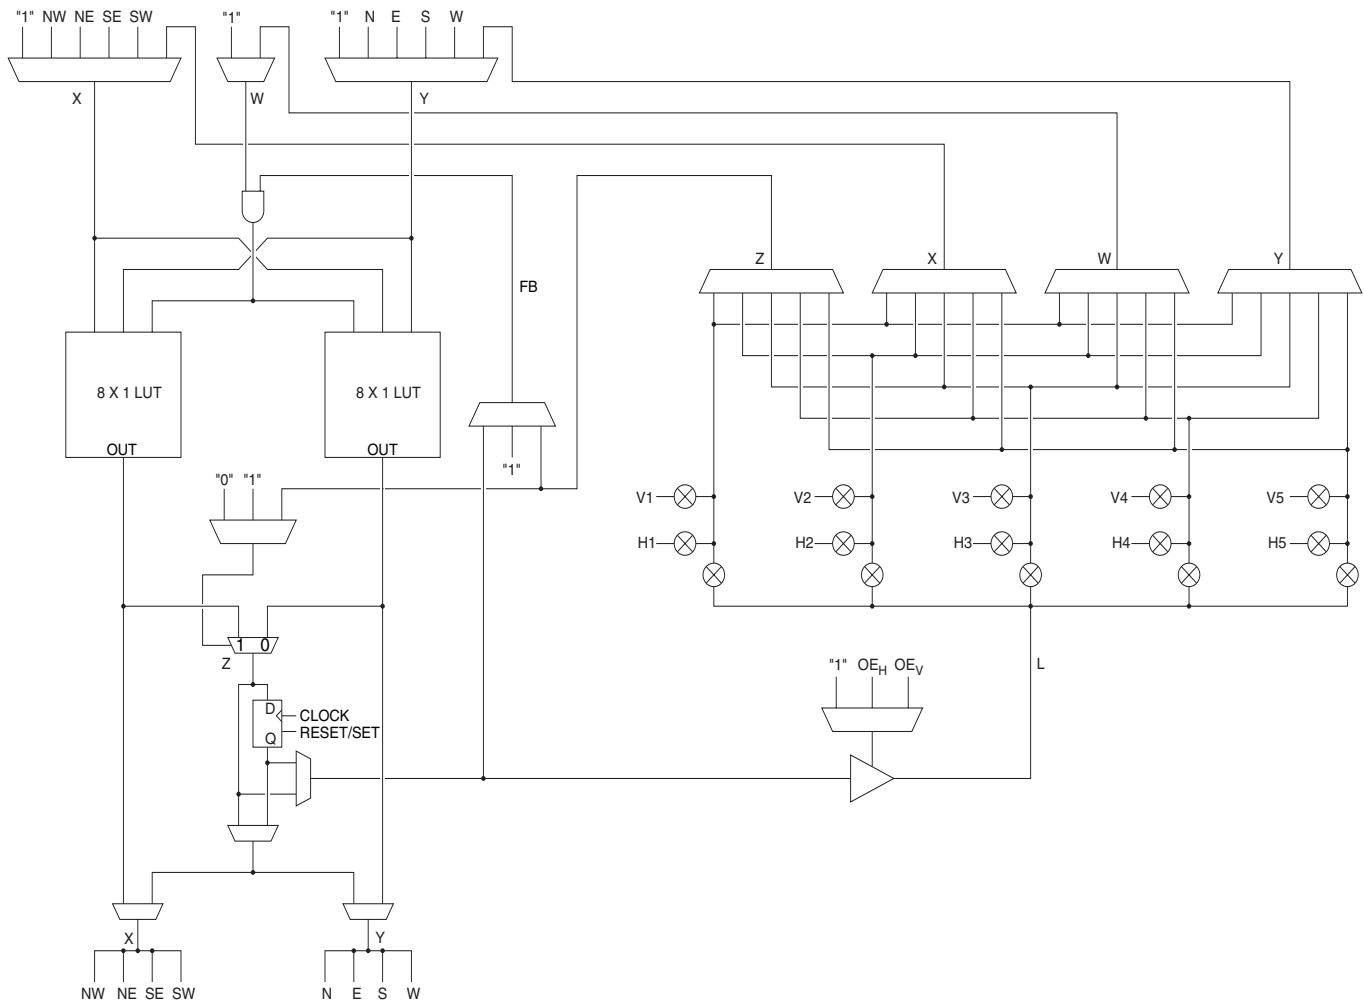 "1" NW NE SE SW "1" "1" N E S W
X W Y
Z X W Y
FB
8 X 1 LUT 8 X 1 LUT
OUT OUT
"1"
"0" "1"
V1 V2 V3 V4 V5
H1 H2 H3 H4 H5
1 0
Z
"1" OEH OEV
L
D
CLOCK
RESET/SET
Q
X Y
NW NE SE SW N E S W